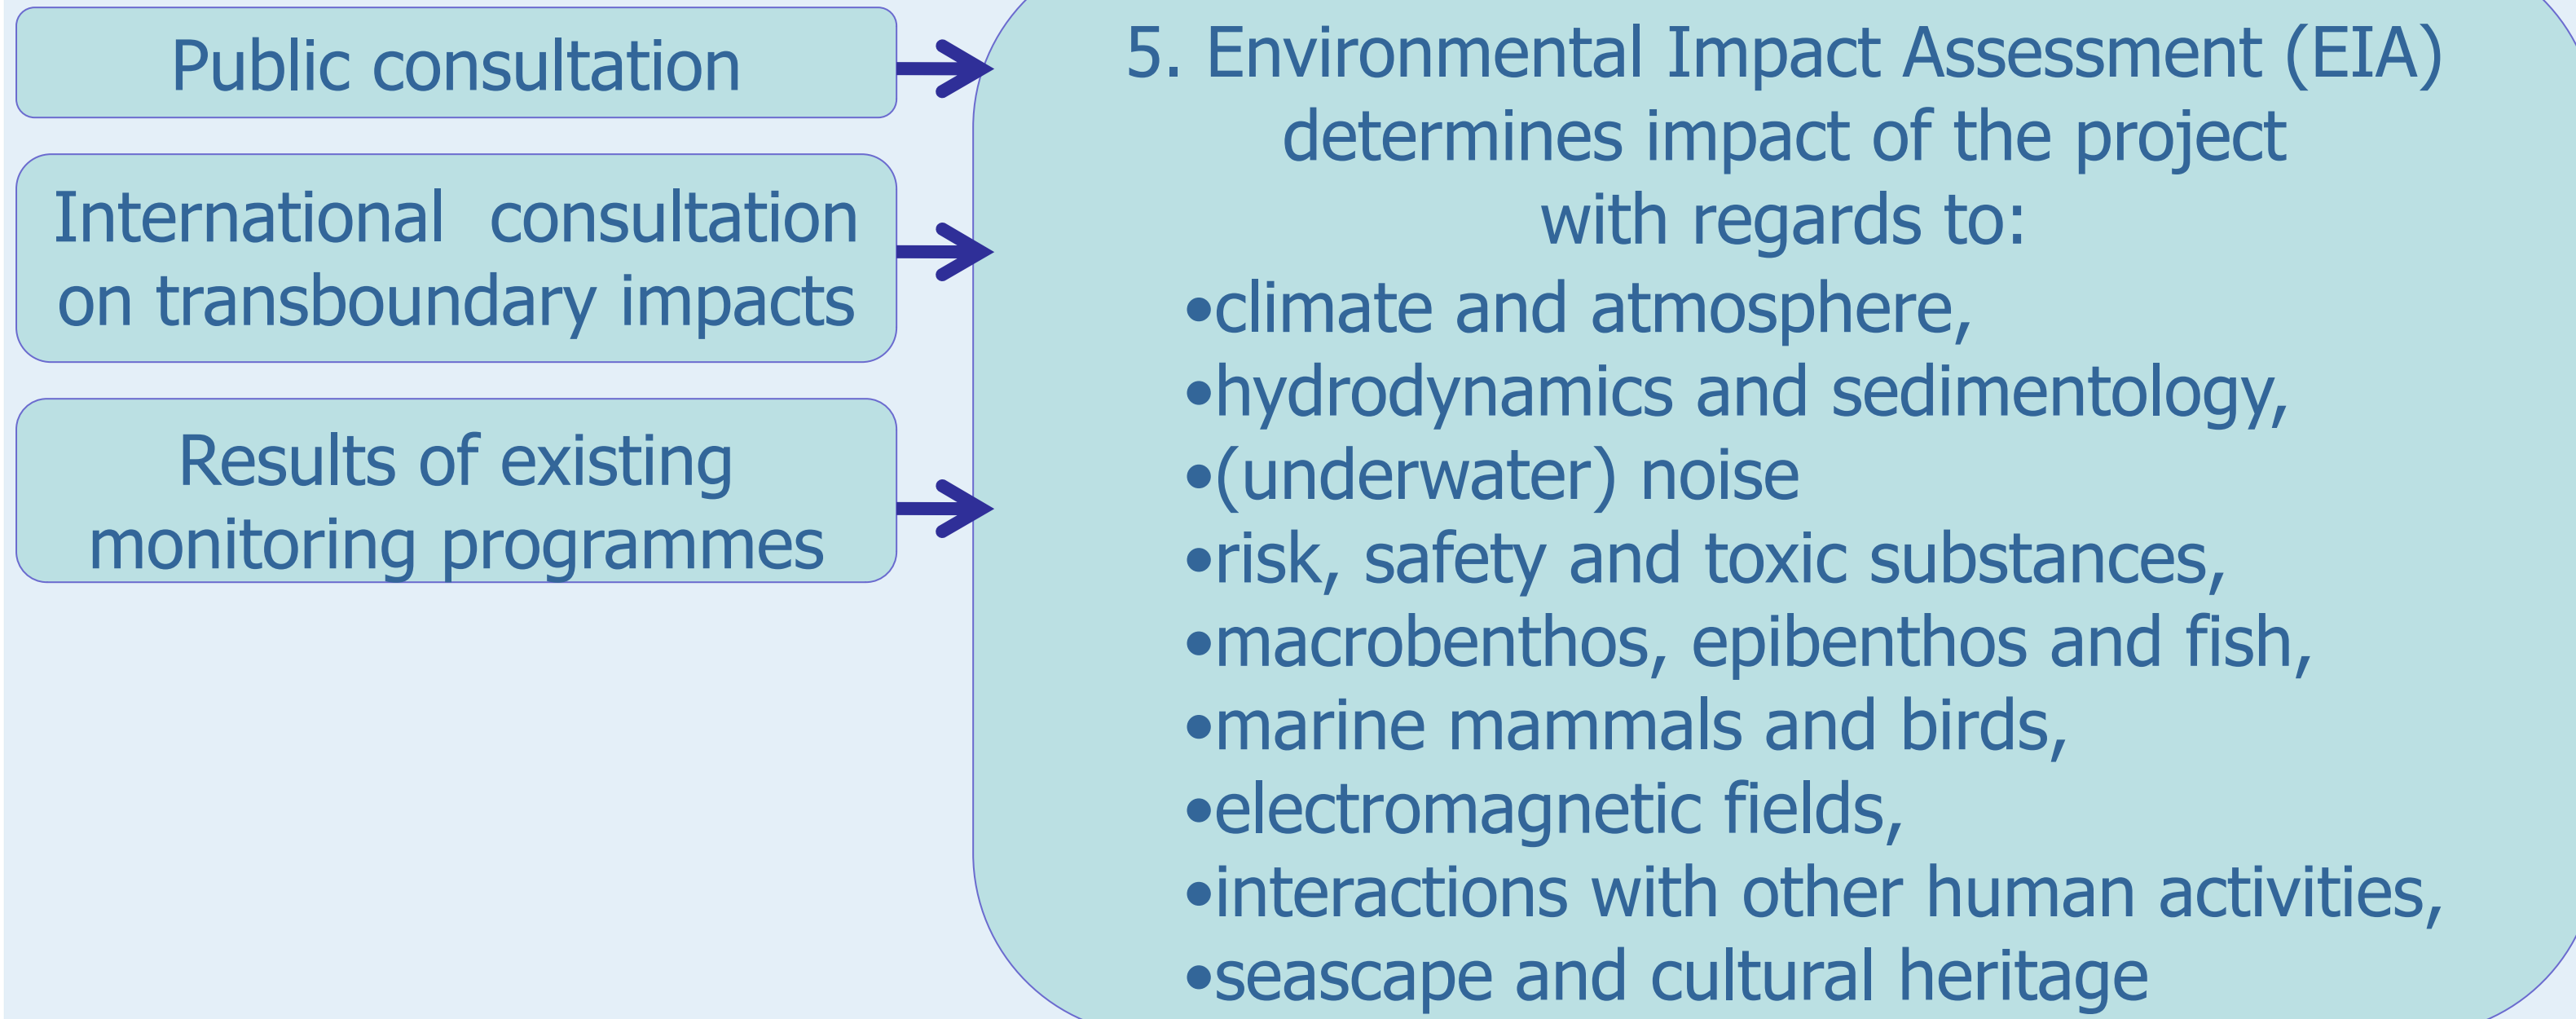 Public consultation
International consultation
on transboundary impacts
Results of existing
monitoring programmes
5. Environmental Impact Assessment (EIA)
determines impact of the project
with regards to:
•climate and atmosphere,
•hydrodynamics and sedimentology,
•(underwater) noise
•risk, safety and toxic substances,
•macrobenthos, epibenthos and fish,
•marine mammals and birds,
•electromagnetic fields,
•interactions with other human activities,
•seascape and cultural heritage